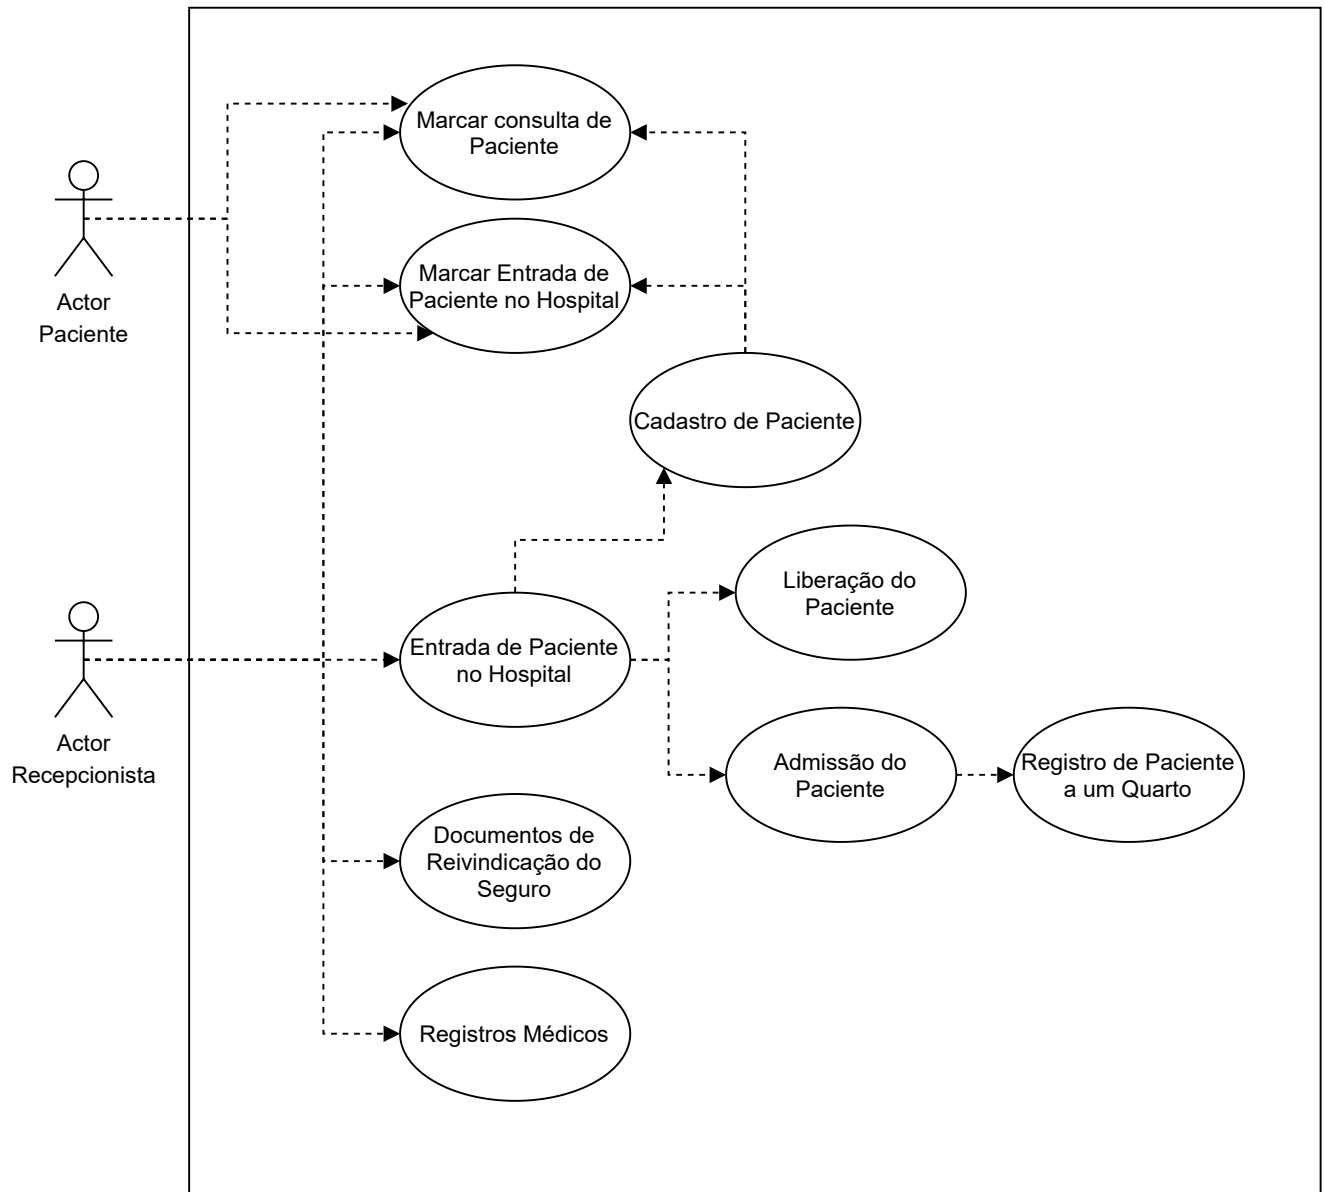 Marcar consulta de
Paciente
Marcar Entrada de
Paciente no Hospital
Actor
Paciente
Cadastro de Paciente
Liberação do
Paciente
Entrada de Paciente
no Hospital
Actor
Recepcionista
Admissão do
Paciente
Registro de Paciente
a um Quarto
Documentos de
Reivindicação do
Seguro
Registros Médicos